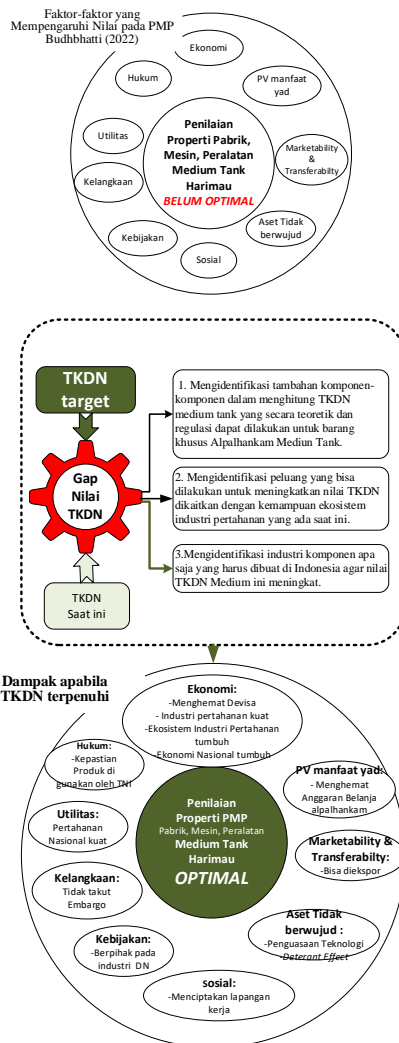 Faktor-faktor yang
Mempengaruhi Nilai pada PMP
Budhbhatti (2022)
Ekonomi
Hukum
PV manfaat
yad
Utilitas
Penilaian
Properti Pabrik,
Mesin, Peralatan
Medium Tank
Harimau
BELUM OPTIMAL
Marketability
&
Transferabilty
Kelangkaan
Kebijakan
Aset Tidak
berwujud
Sosial
TKDN
target
Gap
Nilai
TKDN
TKDN
Saat ini
1. Mengidentifikasi tambahan komponen-
komponen dalam menghitung TKDN
medium tank yang secara teoretik dan
regulasi dapat dilakukan untuk barang
khusus Alpalhankam Mediun Tank.
2. Mengidentifikasi peluang yang bisa
dilakukan untuk meningkatkan nilai TKDN
dikaitkan dengan kemampuan ekosistem
industri pertahanan yang ada saat ini.
3.Mengidentifikasi industri komponen apa
saja yang harus dibuat di Indonesia agar nilai
TKDN Medium ini meningkat.
Dampak apabila
TKDN terpenuhi
Ekonomi:
-Menghemat Devisa
- Industri pertahanan kuat
-Ekosistem Industri Pertahanan
tumbuh
-Ekonomi Nasional tumbuh
Hukum:
-Kepastian
Produk di
gunakan oleh TNI
PV manfaat yad:
- Menghemat
Anggaran Belanja
alpalhankam
Utilitas:
Pertahanan
Nasional kuat
Penilaian
Properti PMP
Pabrik, Mesin, Peralatan
Medium Tank
Harimau
OPTIMAL
Marketability &
Transferabilty:
-Bisa diekspor
Kelangkaan:
Tidak takut
Embargo
Kebijakan:
-Berpihak pada
industri DN
Aset Tidak
berwujud :
-Penguasaan Teknologi
-Deterant Effect
sosial:
-Menciptakan lapangan
kerja